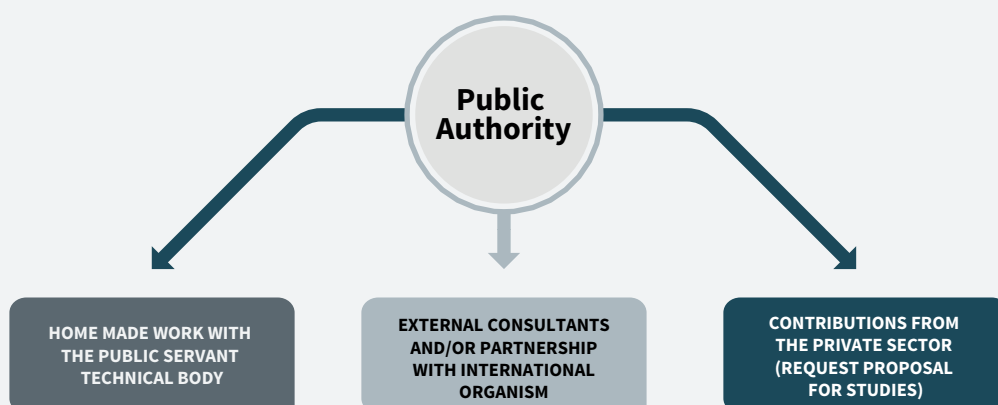 Public
Authority
HOME MADE WORK WITH
THE PUBLIC SERVANT
TECHNICAL BODY
EXTERNAL CONSULTANTS
AND/OR PARTNERSHIP
WITH INTERNATIONAL
ORGANISM
CONTRIBUTIONS FROM
THE PRIVATE SECTOR
(REQUEST PROPOSAL
FOR STUDIES)